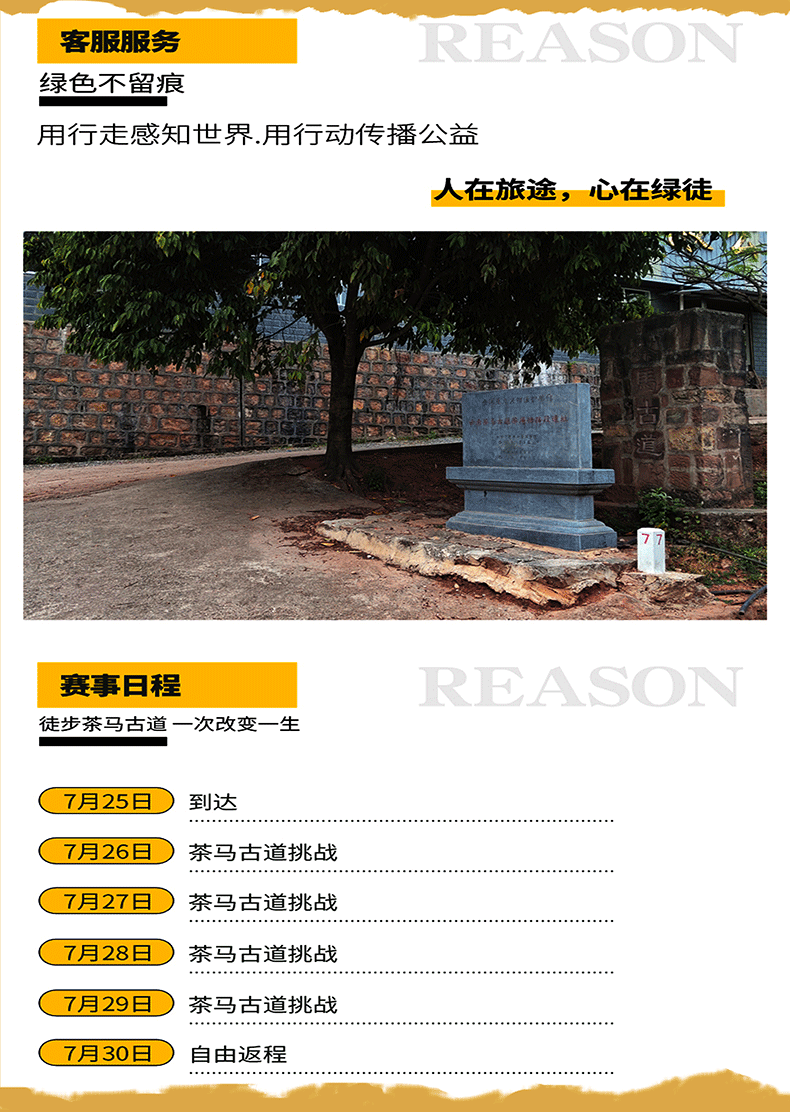 客服服务
REASON
绿色不留痕
用行走感知世界.用行动传播公益
人在旅途，心在绿徒
古道
7 7
赛事日程
REASON
徒步茶马古道 一次改变一生
7月25日 到达
7月26日 茶马古道挑战
7月27日 茶马古道挑战
7月28日 茶马古道挑战
7月29日 茶马古道挑战
7月30日 自由返程